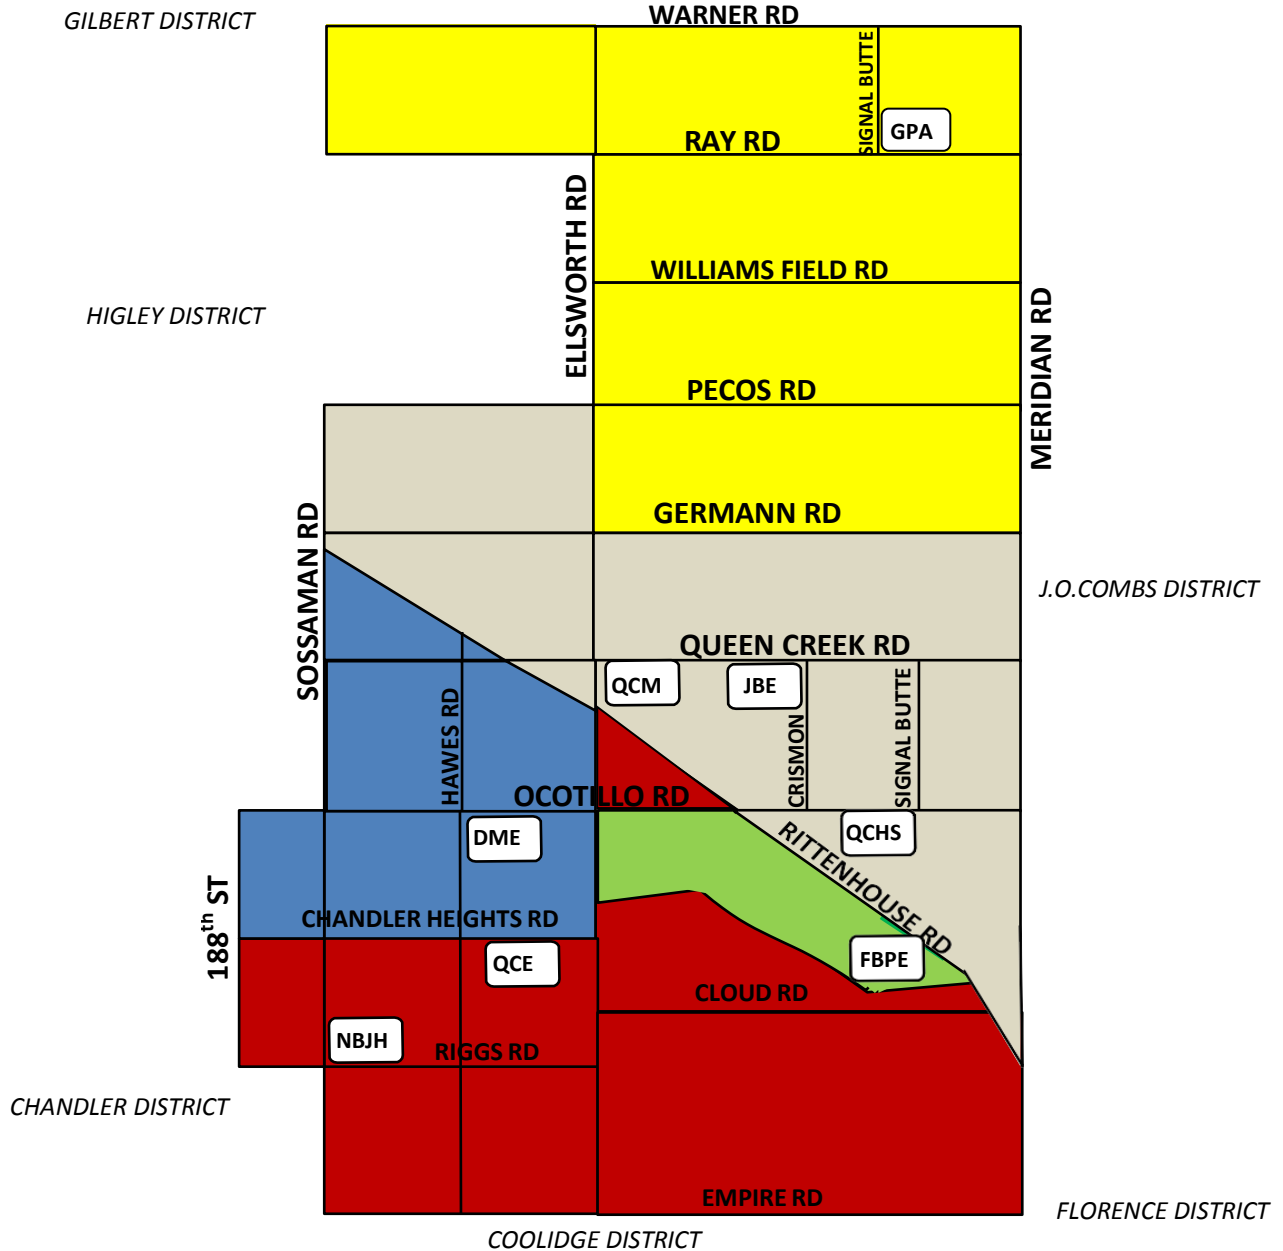 WARNER RD
GILBERT DISTRICT
SIGNAL BUTTE
GPA
RAY RD
ELLSWORTH RD
WILLIAMS FIELD RD
HIGLEY DISTRICT
MERIDIAN RD
PECOS RD
GERMANN RD
SOSSAMAN RD
J.O.COMBS DISTRICT
QUEEN CREEK RD
QCM
JBE
HAWES RD
CRISMON
SIGNAL BUTTE
OCOTILLO RD
DME
QCHS
RITTENHOUSE RD
188th ST
CHANDLER HEIGHTS RD
QCE
FBPE
CLOUD RD
NBJH
RIGGS RD
CHANDLER DISTRICT
EMPIRE RD
FLORENCE DISTRICT
COOLIDGE DISTRICT